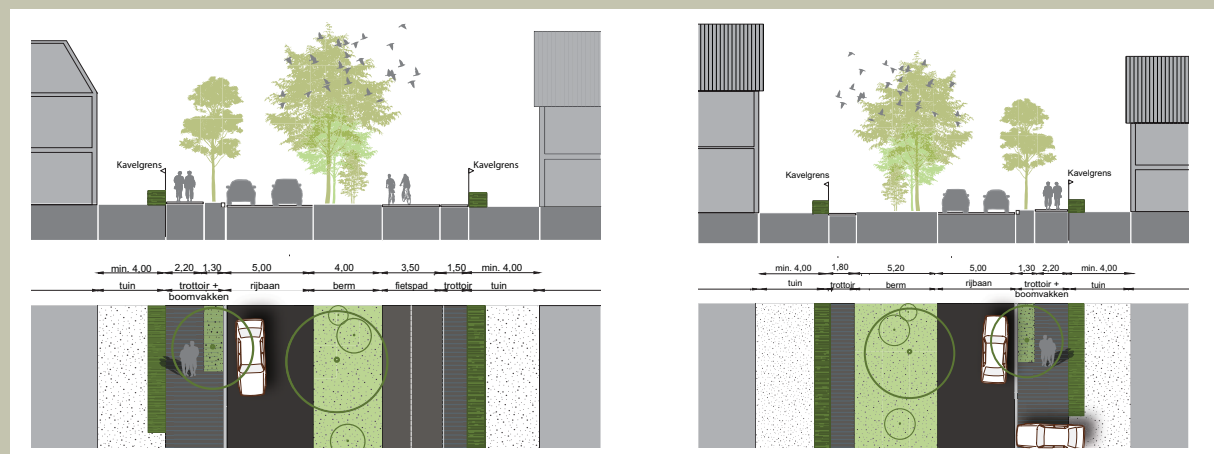 Kavelgrens
Kavelgrens
min. 4,00 2,20 1,30 5,00 4,00 3,50 1,50 min. 4,00
tuin trottoir + rijbaan berm fietspad trottoir tuin
boomvakken
Kavelgrens
Kavelgrens
min. 4,00 1,80 5,20 5,00 1,30 2,20 min. 4,00
tuin trottoir berm rijbaan trottoir + tuin
boomvakken